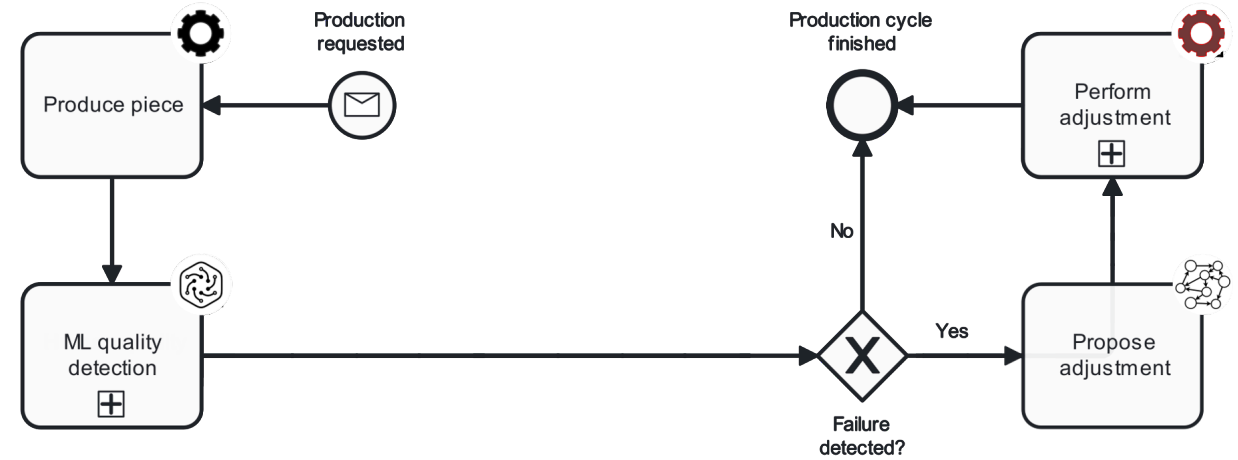 Production
requested
Production cycle
finished
Produce piece
Perform
adjustment
No
Yes
ML quality
detection
X
Propose
adjustment
Failure
detected?